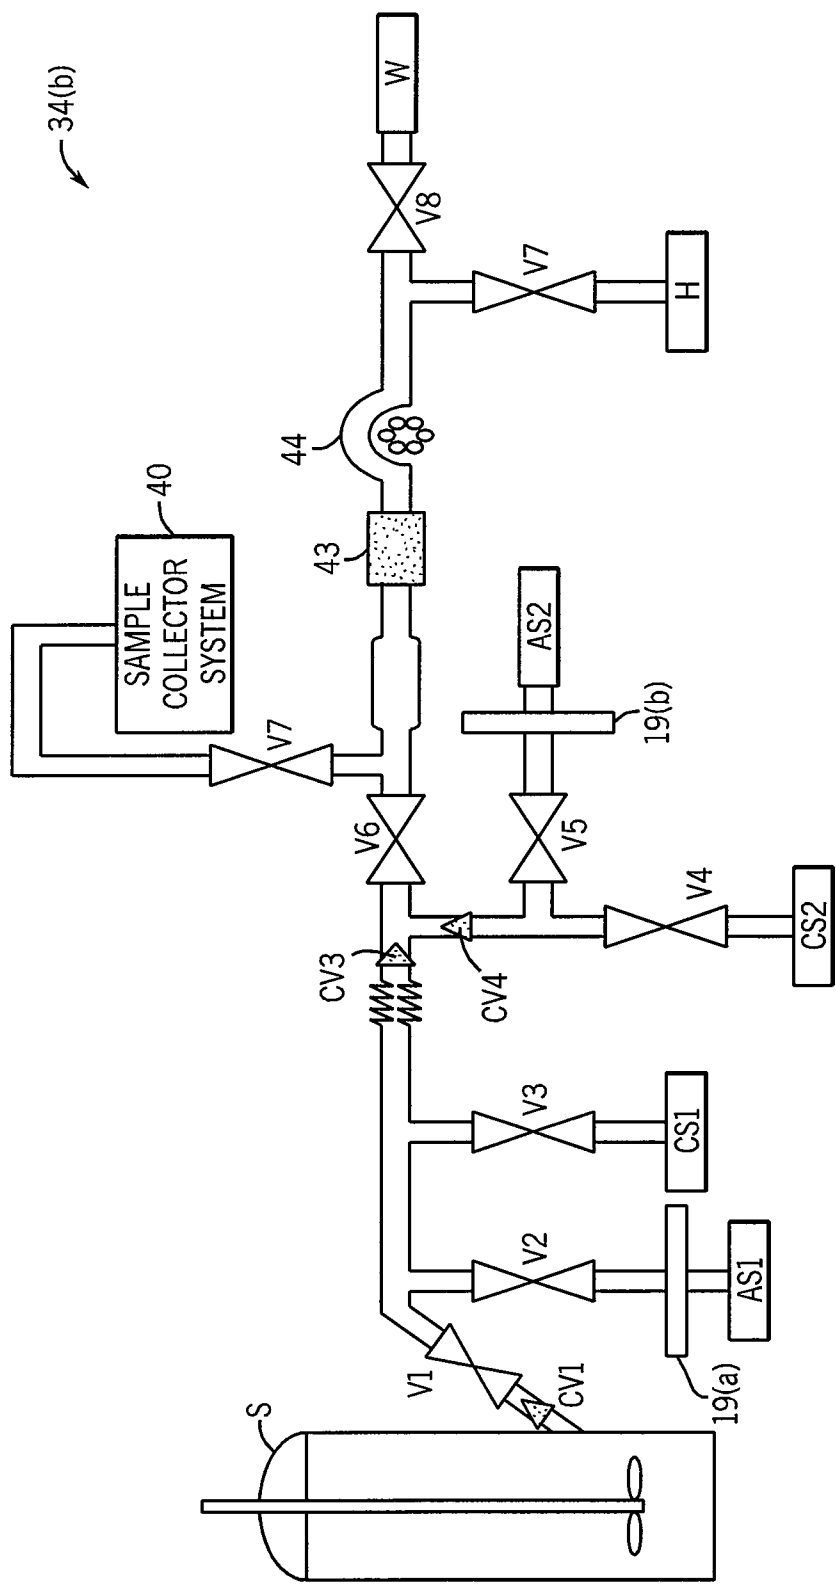 34(b)
W
V8
V7
H
44
40
SAMPLE
COLLECTOR
SYSTEM
43
V7
AS2
19(b)
V6
V5
V4
CS2
CV3
CV4
V3
CS1
V2
AS1
19(a)
V1
CV1
S